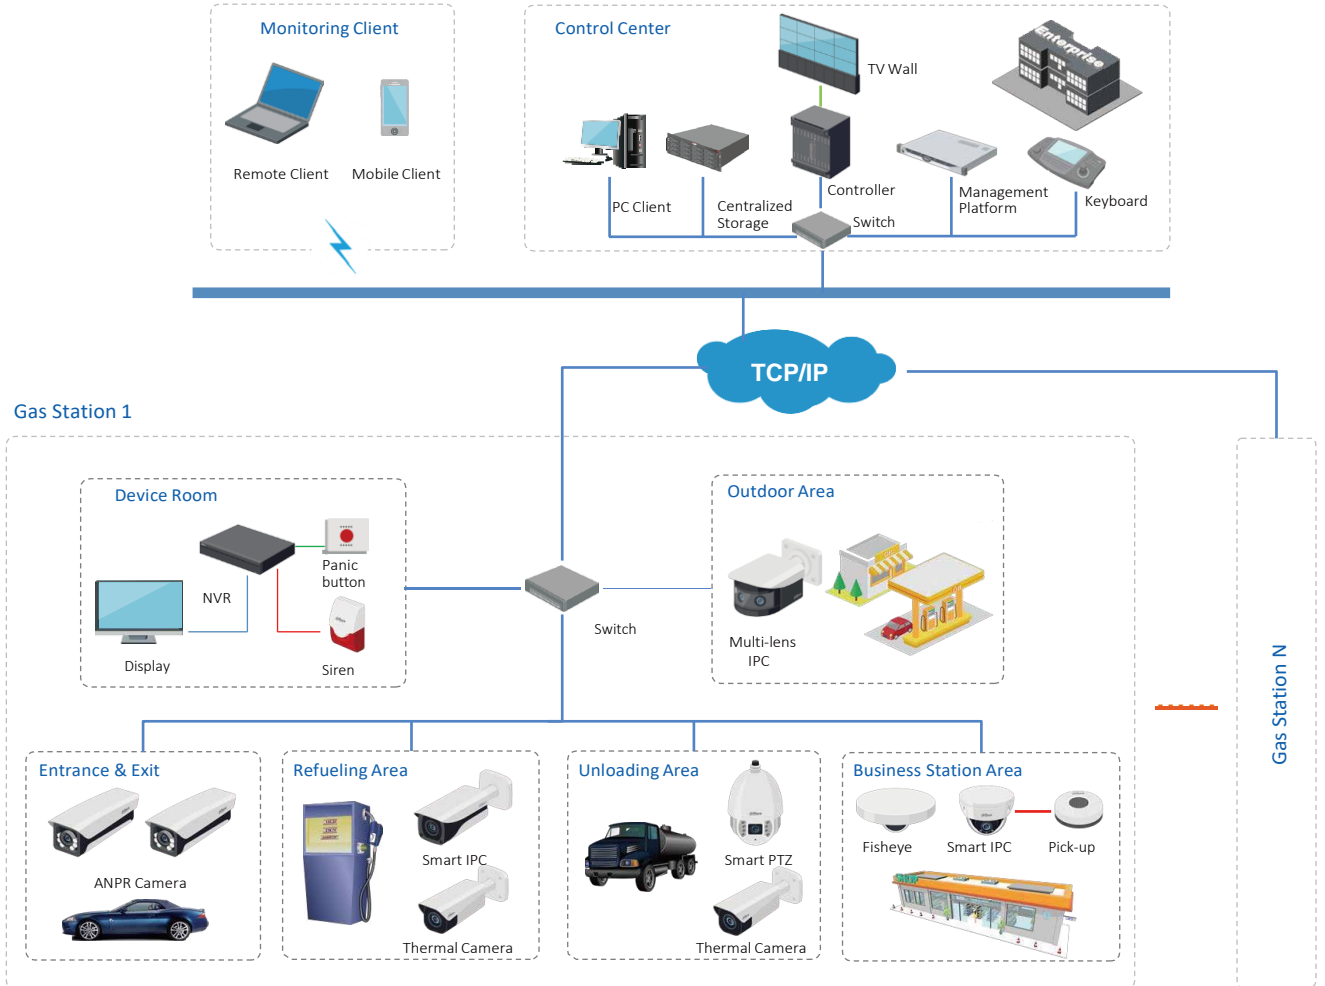 Monitoring Client
Remote Client
Mobile Client
Control Center
TV Wall
Enterprise
PC Client
Centralized
Storage
Controller
Switch
Management
Platform
Keyboard
TCP/IP
Gas Station 1
Device Room
NVR
Panic
button
Display
Siren
Switch
Outdoor Area
Multi-lens
IPC
Gas Station N
Entrance & Exit
ANPR Camera
Refueling Area
Smart IPC
Thermal Camera
Unloading Area
Smart PTZ
Thermal Camera
Business Station Area
Fisheye
Smart IPC
Pick-up